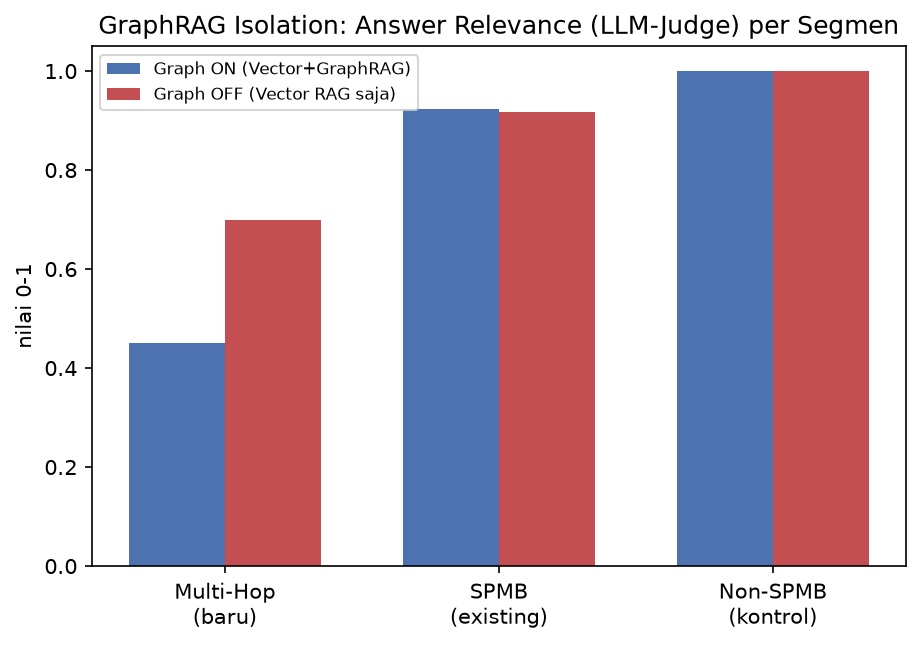 GraphRAG Isolation: Answer Relevance (LLM-Judge) per Segmen
Graph ON (Vector+GraphRAG)
Graph OFF (Vector RAG saja)
nilai 0-1
1.0
0.8
0.6
0.4
0.2
0.0
Multi-Hop
(baru)
SPMB
(existing)
Non-SPMB
(kontrol)